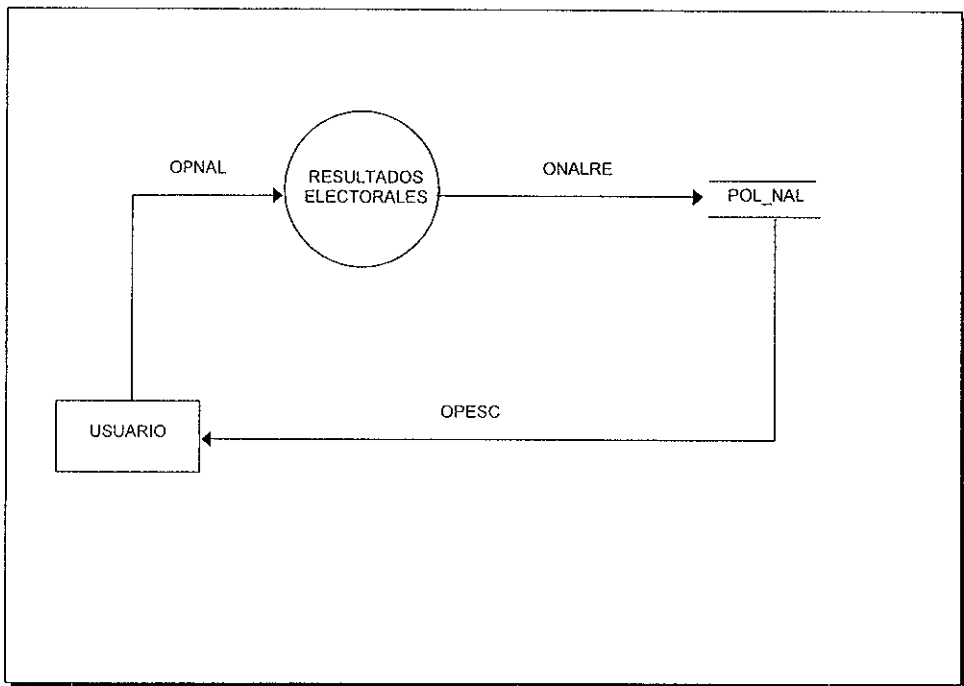 OPNAL
RESULTADOS
ELECTORALES
ONALRE
POL_NAL
OPESC
USUARIO